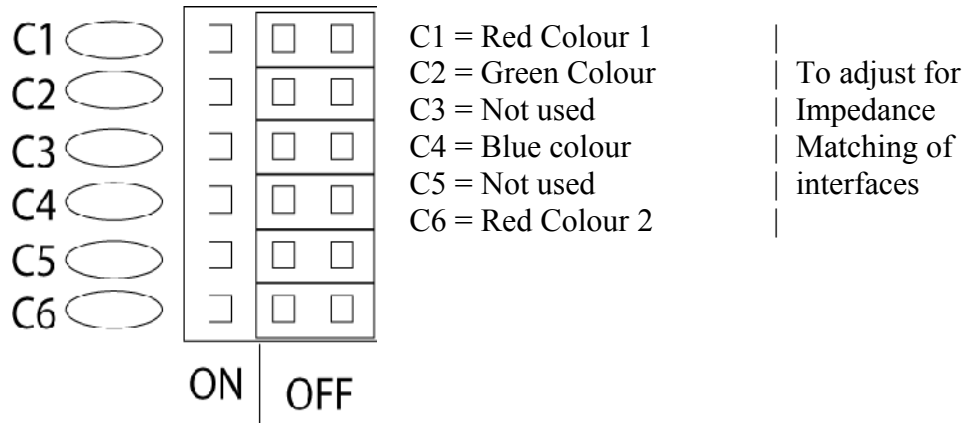 C1
C2
C3
C4
C5
C6
ON OFF
C1 = Red Colour 1 |
C2 = Green Colour | To adjust for
C3 = Not used | Impedance
C4 = Blue colour | Matching of
C5 = Not used | interfaces
C6 = Red Colour 2 |